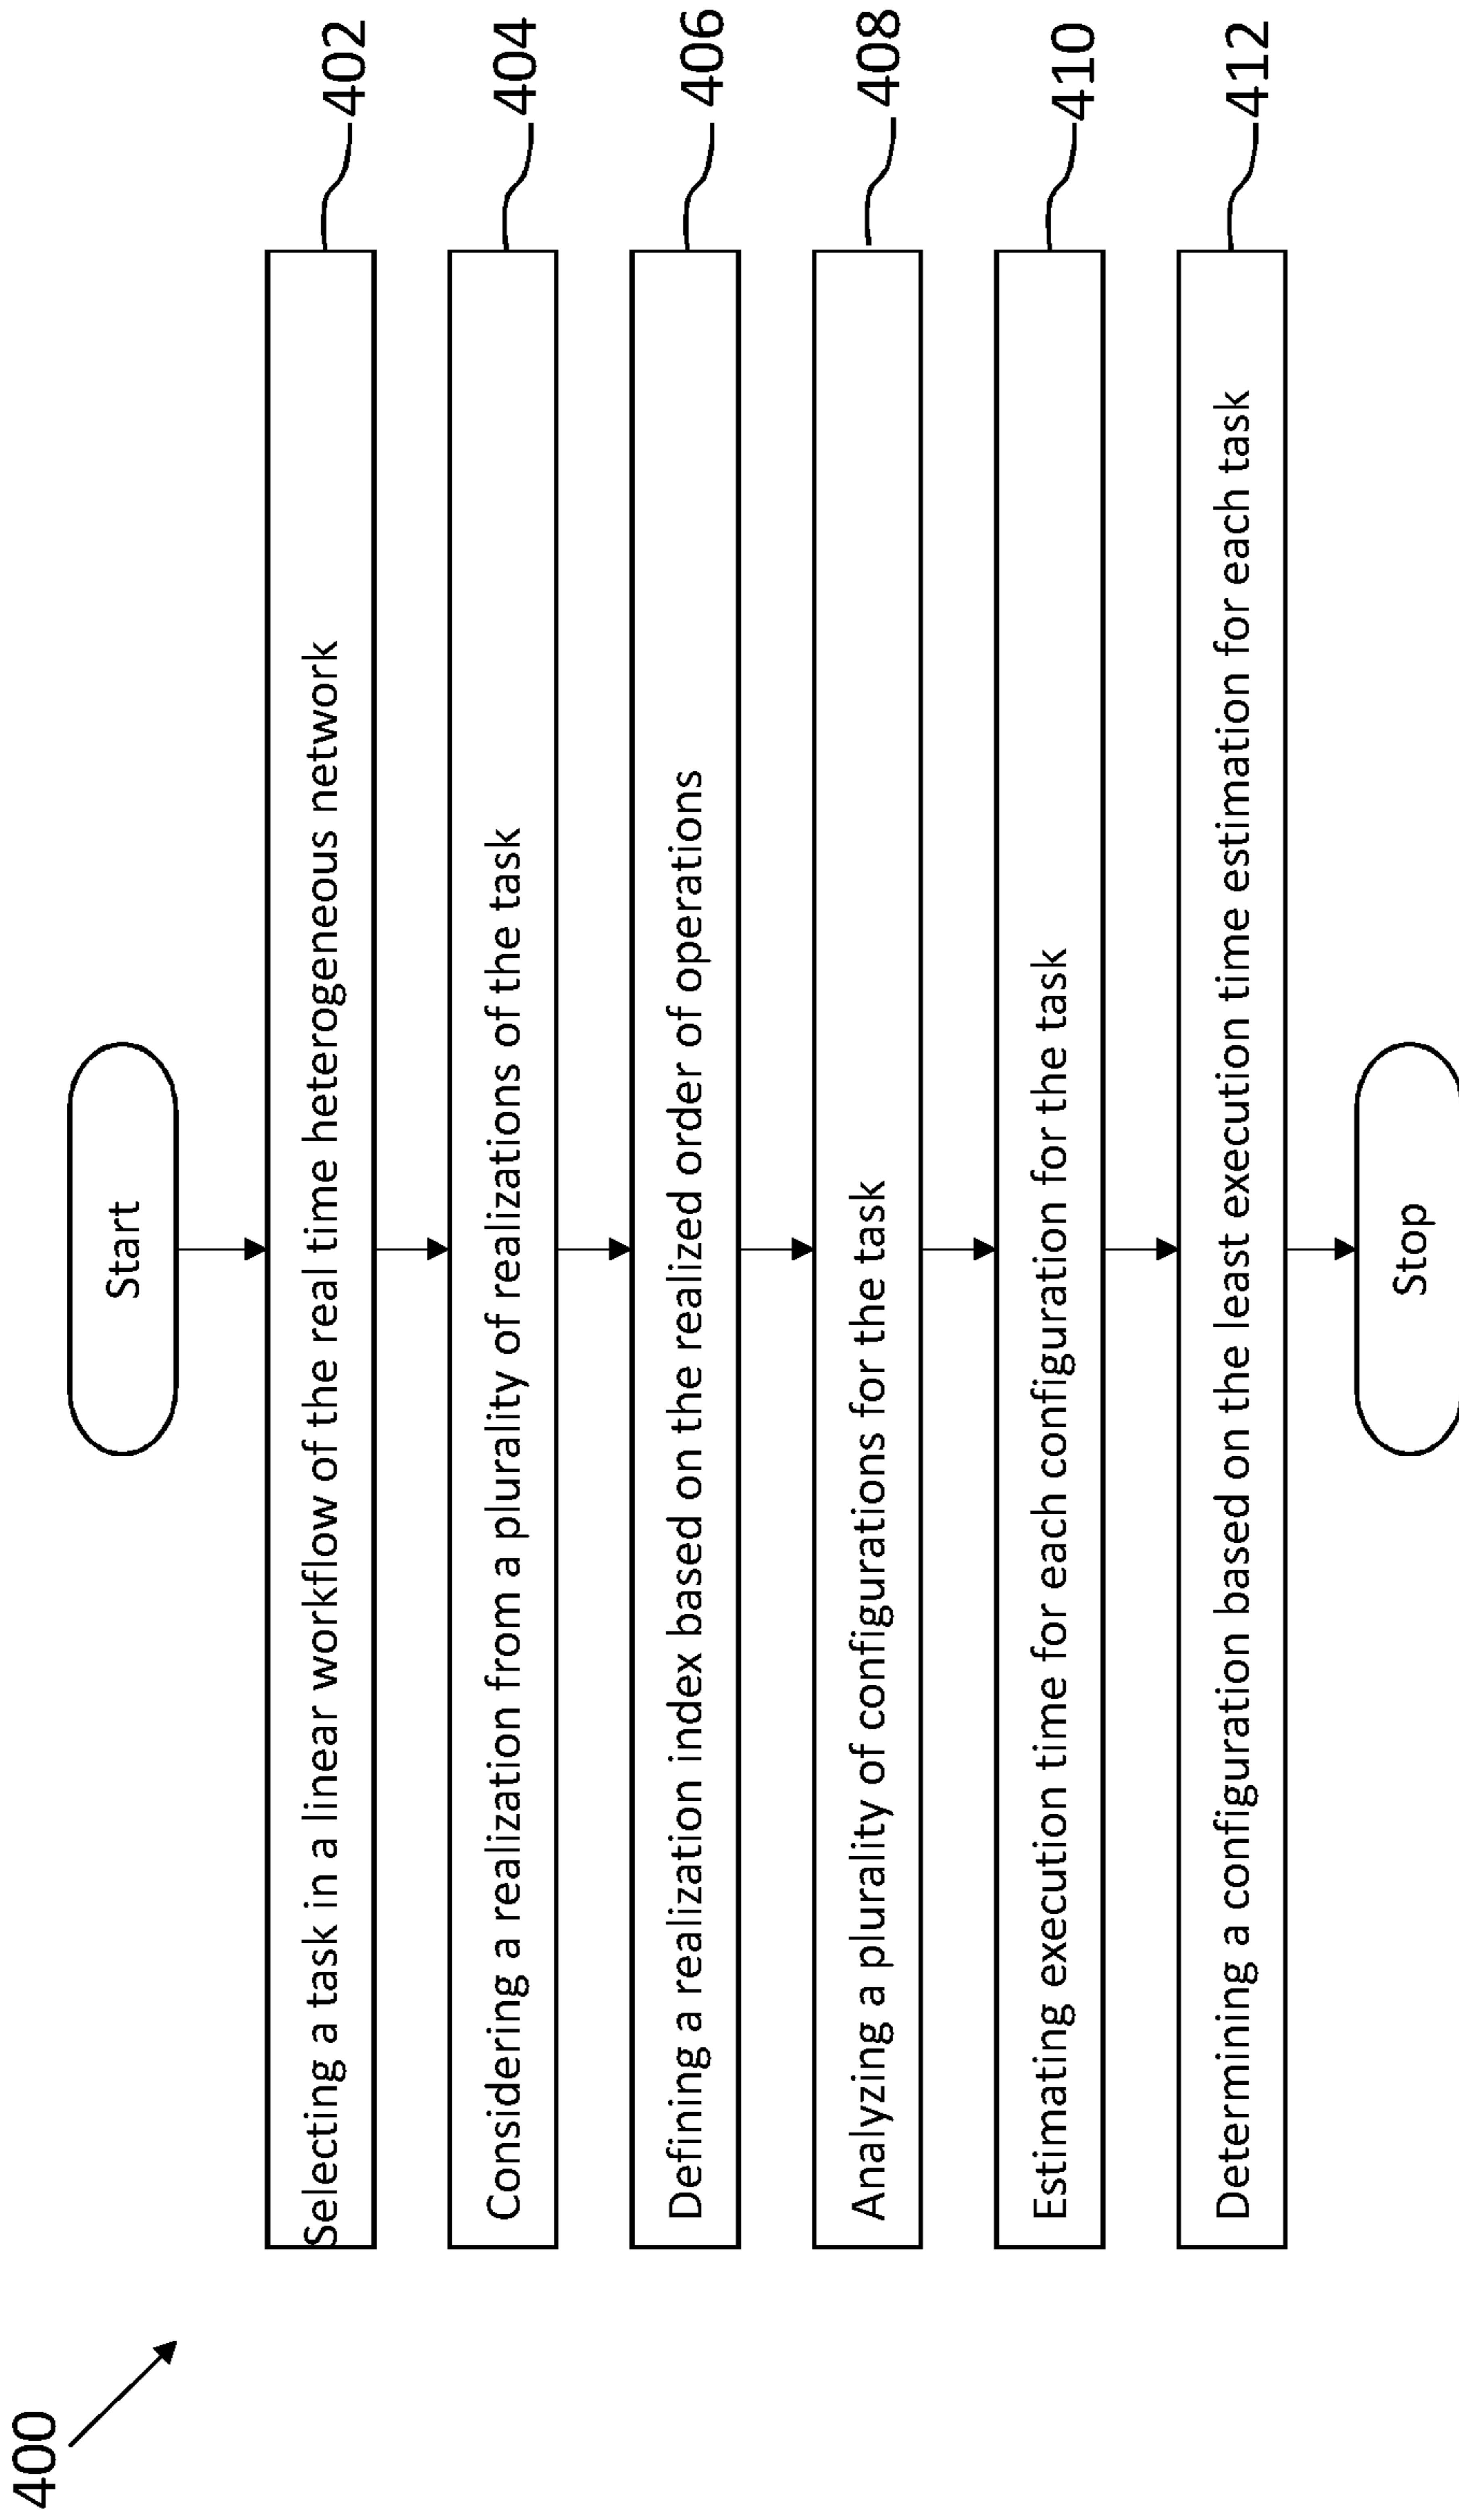 400
Start
Selecting a task in a linear workflow of the real time heterogeneous network
402
Considering a realization from a plurality of realizations of the task
404
Defining a realization index based on the realized order of operations
406
Analyzing a plurality of configurations for the task
408
Estimating execution time for each configuration for the task
410
Determining a configuration based on the least execution time estimation for each task
412
Stop